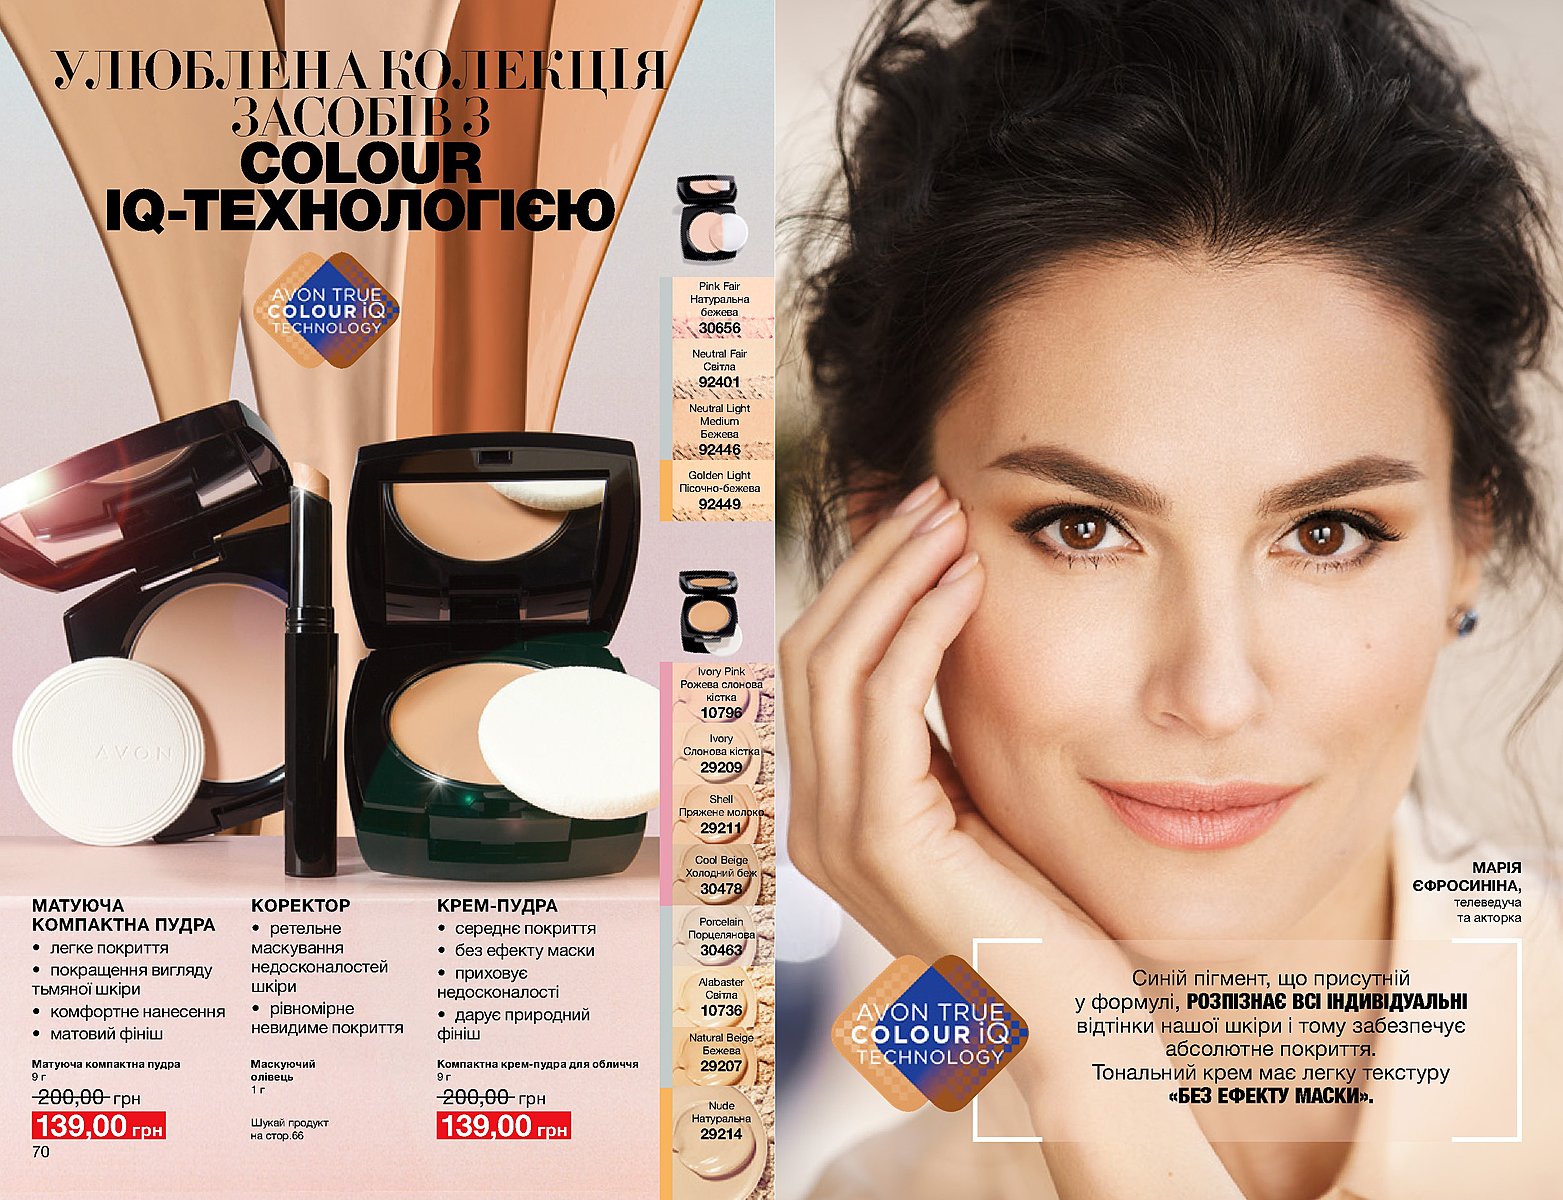 УЛЮБЛЕНА КОЛЕКЦІЯ
ЗАСОБІВ З
COLOUR
IQ-ТЕХНОЛОГІЄЮ
AVON TRUE
COLOUR iQ
TECHNOLOGY
Pink Fair
Натуральна
бежева
30656
Neutral Fair
Світла
92401
Neutral Light
Medium
Бежева
92446
Golden Light
Пісочно-бежева
92449
Ivory Pink
Рожева слонова
кістка
10796
Ivory
Слонова кістка
29209
Shell
Пряжене молоко
29211
Cool Beige
Холодний беж
30478
Porcelain
Порцелянова
30463
Alabaster
Світла
10736
Natural Beige
Бежева
29207
Nude
Натуральна
29214
AVON
МАТУЮЧА
КОМПАКТНА ПУДРА
• легке покриття
• покращення вигляду
тьмяної шкіри
• комфортне нанесення
• матовий фініш
Матуюча компактна пудра
9 г
200,00 грн
139,00 грн
70
КОРЕКТОР
• ретельне
маскування
недосконалостей
шкіри
• рівномірне
невидиме покриття
Маскуючий
олівець
1 г
Шукай продукт
на стор.66
КРЕМ-ПУДРА
• середнє покриття
• без ефекту маски
• приховує
недосконалості
• дарує природний
фініш
Компактна крем-пудра для обличчя
9 г
200,00 грн
139,00 грн
МАРІЯ
ЄФРОСИНІНА,
телеведуча
та акторка
AVON TRUE
COLOUR iQ
TECHNOLOGY
Синій пігмент, що присутній
у формулі, РОЗПІЗНАЄ ВСІ ІНДИВІДУАЛЬНІ
відтінки нашої шкіри і тому забезпечує
абсолютне покриття.
Тональний крем має легку текстуру
«БЕЗ ЕФЕКТУ МАСКИ».